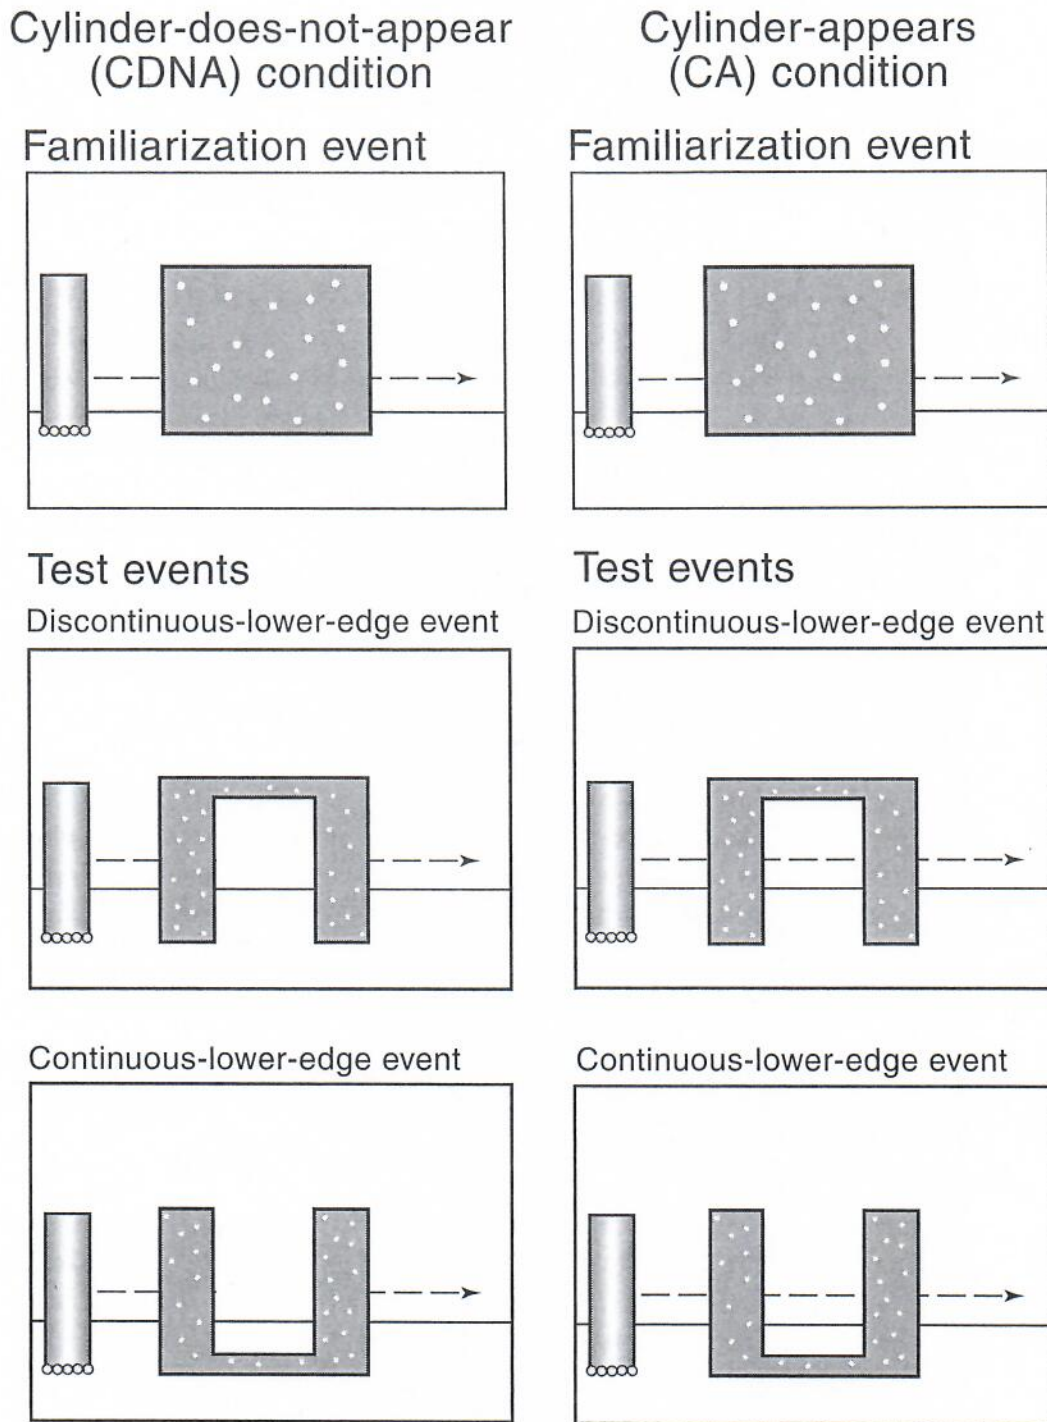 Cylinder-does-not-appear
(CDNA) condition
Familiarization event
Test events
Discontinuous-lower-edge event
Continuous-lower-edge event
Cylinder-appears
(CA) condition
Familiarization event
Test events
Discontinuous-lower-edge event
Continuous-lower-edge event